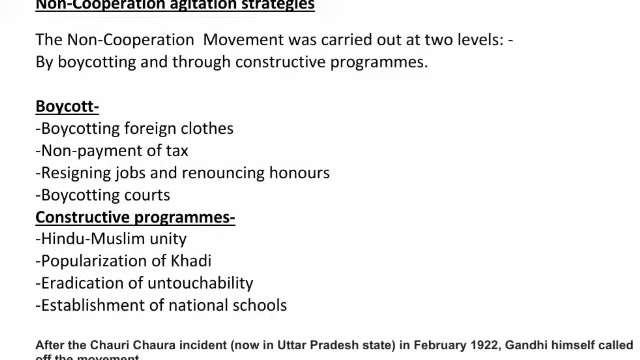 Non-Cooperation agitation strategies
The Non-Cooperation Movement was carried out at two levels: -
By boycotting and through constructive programmes.
Boycott-
-Boycotting foreign clothes
-Non-payment of tax
-Resigning jobs and renouncing honours
-Boycotting courts
Constructive programmes-
-Hindu-Muslim unity
-Popularization of Khadi
-Eradication of untouchability
-Establishment of national schools
After the Chauri Chaura incident (now in Uttar Pradesh state) in February 1922, Gandhi himself called
off the movement